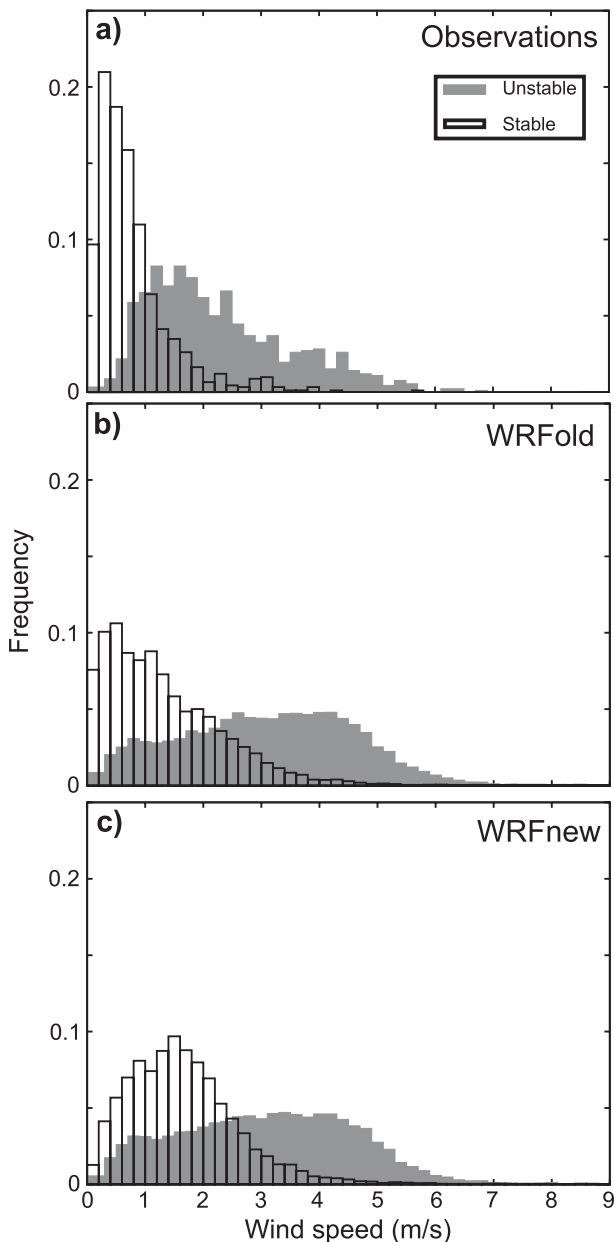 a)
Observations
Unstable
Stable
0.2
0.1
0
b)
WRFold
0.2
0.1
0
Frequency
c)
WRFnew
0.2
0.1
0
0 1 2 3 4 5 6 7 8 9
Wind speed (m/s)